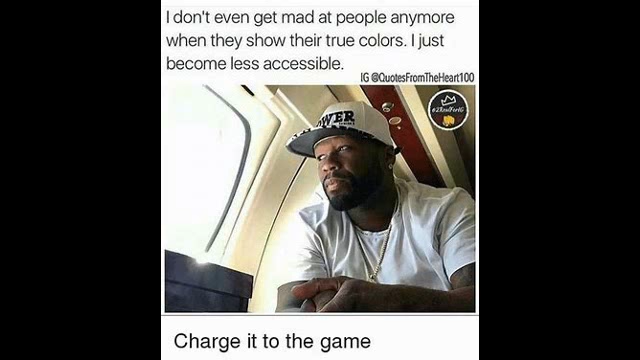 I don't even get mad at people anymore
when they show their true colors. I just
become less accessible.
IG @QuotesFromTheHeart100
WER
Charge it to the game